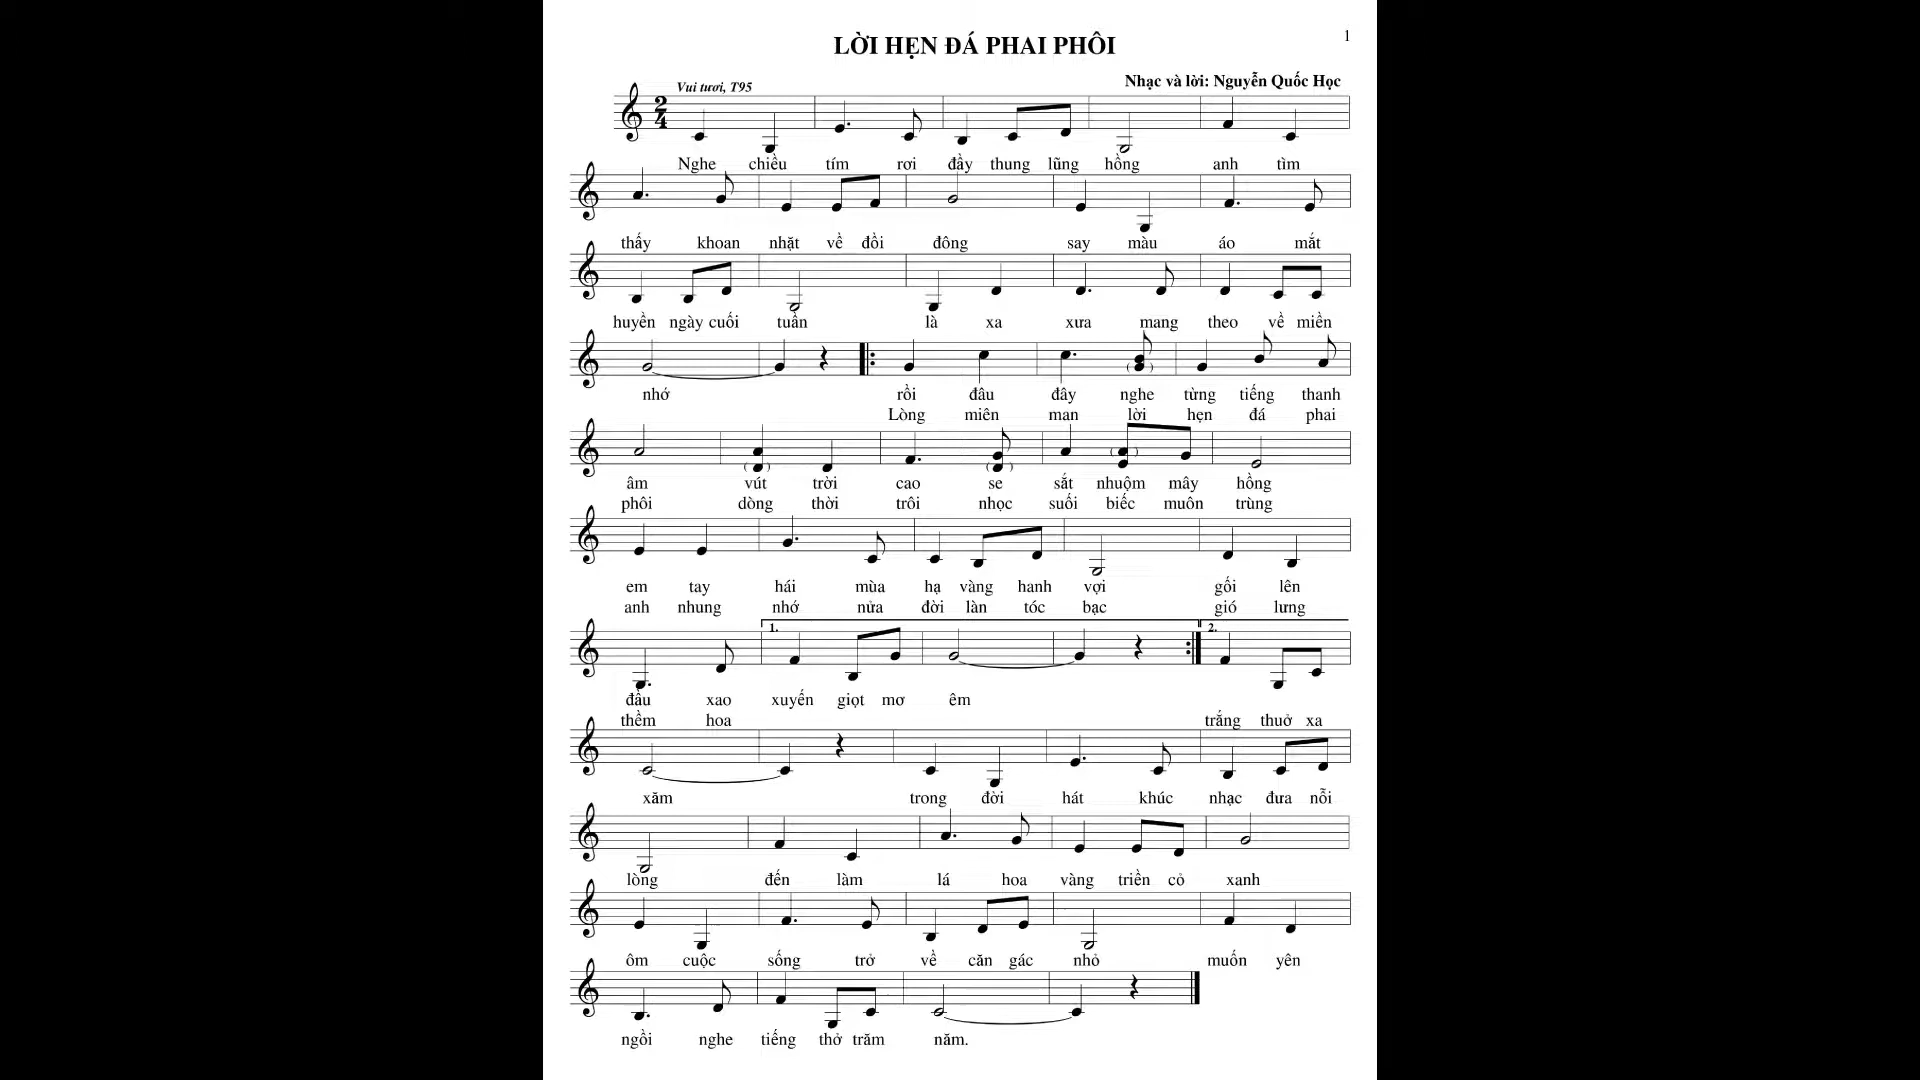 LỜI HẸN ĐÁ PHAI PHÔI
1
Vui tươi, T95
Nhạc và lời: Nguyễn Quốc Học
2
4
Nghe chiều tím rơi đầy thung lũng hồng anh tìm
thấy khoan nhặt về đồi đông say màu áo mắt
huyền ngày cuối tuần là xa xưa mang theo về miền
nhớ rồi đâu đây nghe từng tiếng thanh
Lòng miên man lời hẹn đá phai
âm vút trời cao se sắt nhuộm mây hồng
phôi dòng thời trôi nhọc suối biếc muôn trùng
em tay hái mùa hạ vàng hanh vợi gối lên
anh nhung nhớ nửa đời làn tóc bạc gió lưng
1. 2.
đầu xao xuyến giọt mơ êm
thềm hoa trắng thuở xa
xăm trong đời hát khúc nhạc đưa nỗi
lòng đến làm lá hoa vàng triền cỏ xanh
ôm cuộc sống trở về căn gác nhỏ muốn yên
ngồi nghe tiếng thở trăm năm.